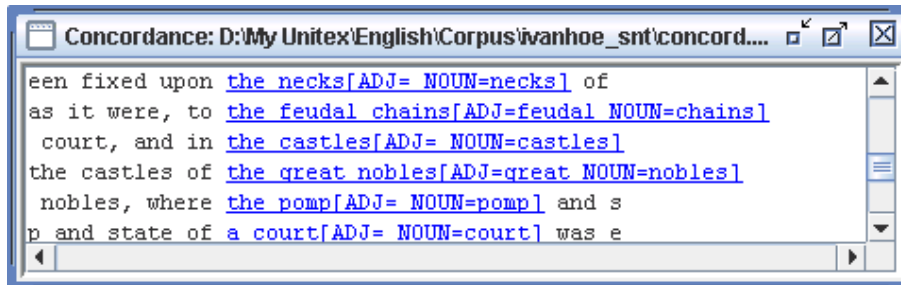 Concordance: D:\My Unitex\English\Corpus\ivanhoe_snt\concord....
een fixed upon the necks[ADJ= NOUN=necks] of
as it were, to the feudal chains[ADJ=feudal NOUN=chains]
court, and in the castles[ADJ= NOUN=castles]
the castles of the great nobles[ADJ=great NOUN=nobles]
nobles, where the pomp[ADJ= NOUN=pomp] and s
p and state of a court[ADJ= NOUN=court] was e